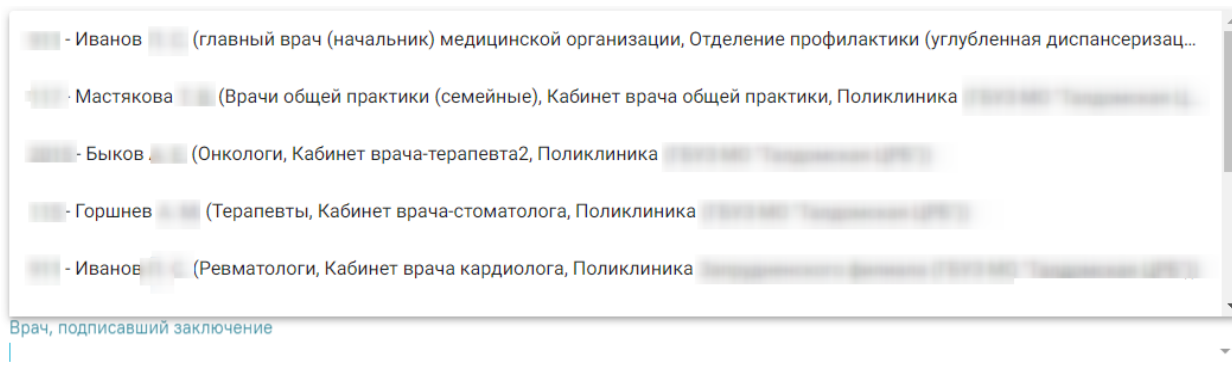 - Иванов (главный врач (начальник) медицинской организации, Отделение профилактики (углубленная диспансеризац...
- Мастякова (Врачи общей практики (семейные), Кабинет врача общей практики, Поликлиника
- Быков (Онкологи, Кабинет врача-терапевта2, Поликлиника
- Горшнев (Терапевты, Кабинет врача-стоматолога, Поликлиника
- Иванов (Ревматологи, Кабинет врача кардиолога, Поликлиника
Врач, подписавший заключение